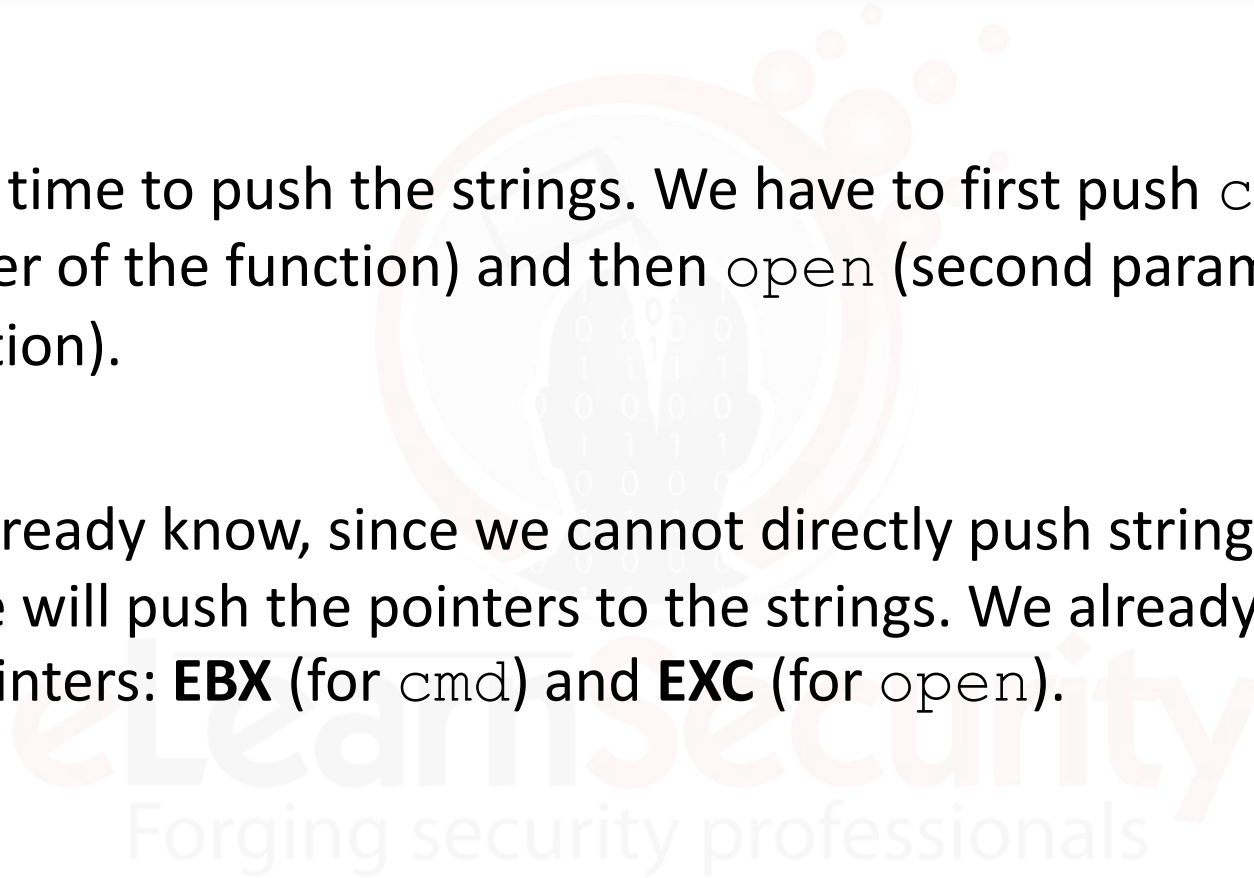 time to push the strings. We have to first push c
er of the function) and then open (second param
tion).
ready know, since we cannot directly push string
e will push the pointers to the strings. We already
inters: EBX (for cmd) and EXC (for open).
eLearnSecurity
Forging security professionals